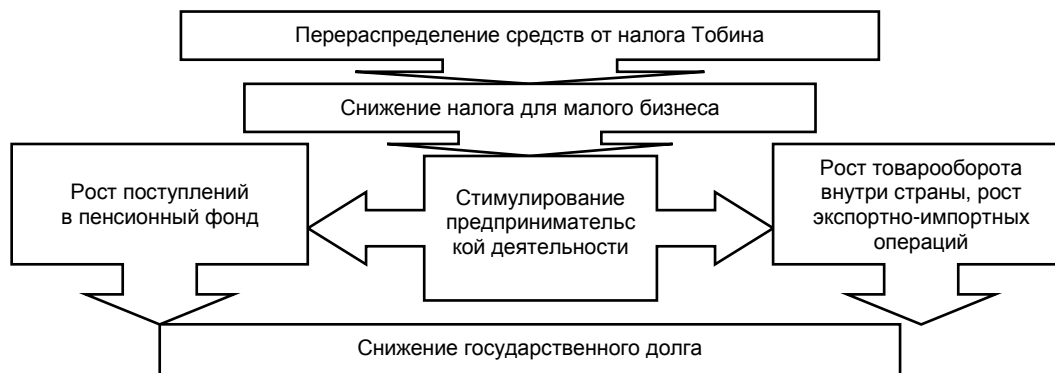 Перераспределение средств от налога Тобина
Снижение налога для малого бизнеса
Рост поступлений
в пенсионный фонд
Стимулирование
предпринимательс
кой деятельности
Рост товарооборота
внутри страны, рост
экспортно-импортных
операций
Снижение государственного долга